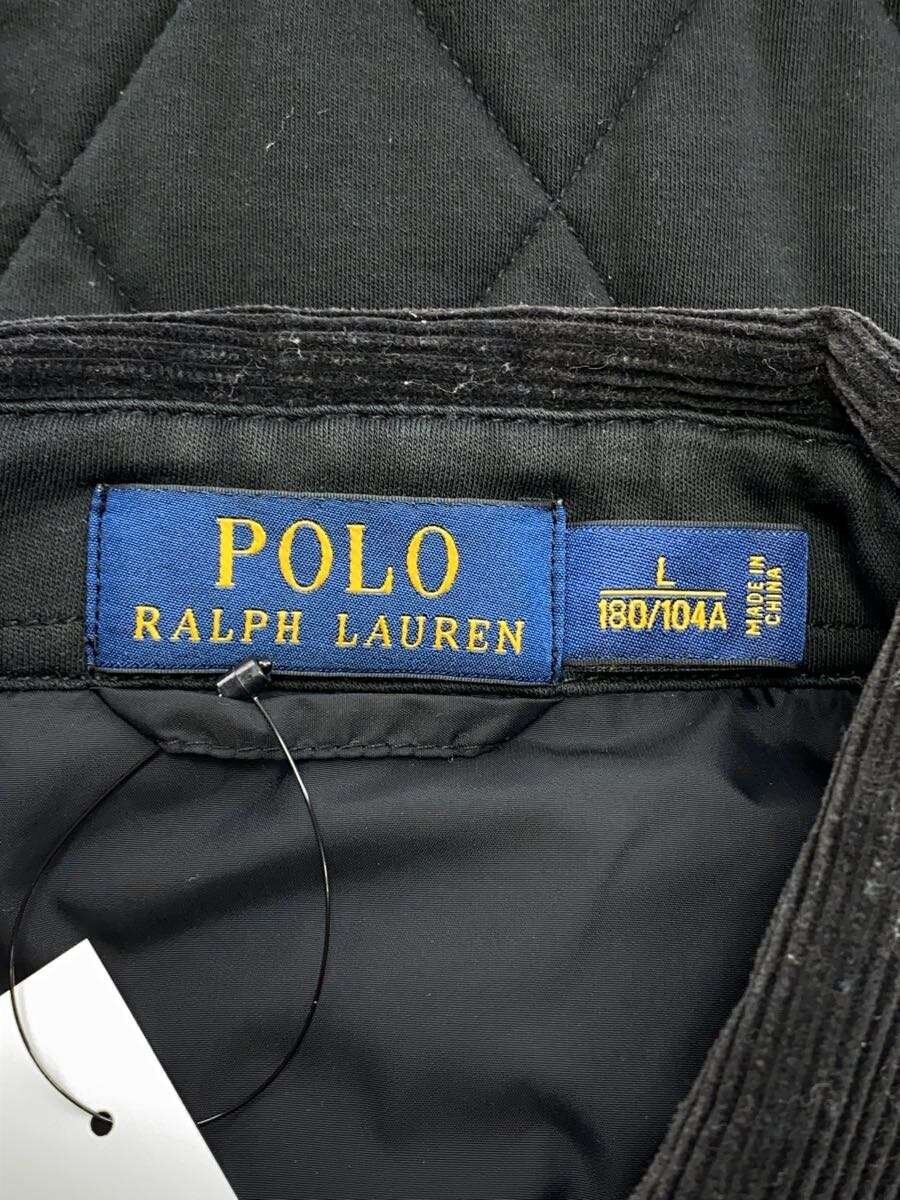 POLO
RALPH LAUREN
L
180/104A
MADE IN
CHINA